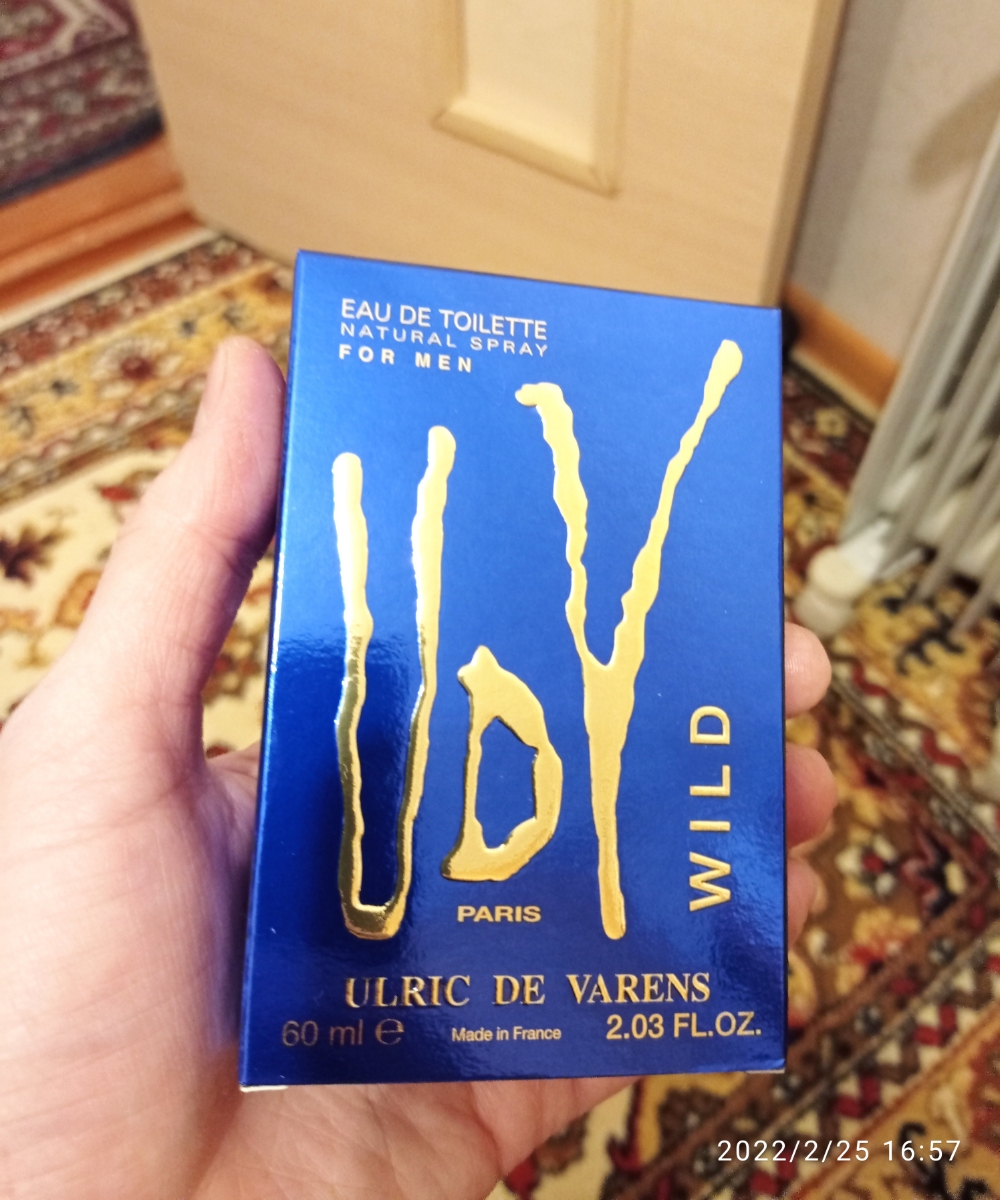 EAU DE TOILETTE
NATURAL SPRAY
FOR MEN
UDV
WILD
PARIS
ULRIC DE VARENS
60 ml ℮ Made in France 2.03 FL.OZ.
2022/2/25 16:57